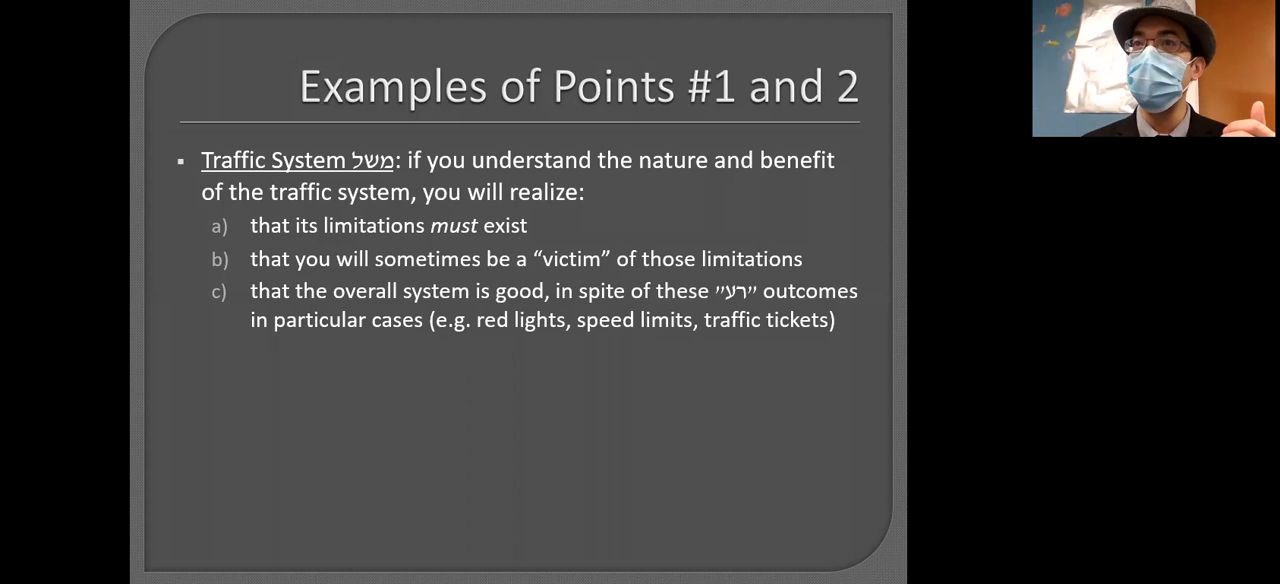 Examples of Points #1 and 2
▪ Traffic System משל: if you understand the nature and benefit
of the traffic system, you will realize:
a) that its limitations must exist
b) that you will sometimes be a “victim” of those limitations
c) that the overall system is good, in spite of these ״רע״ outcomes
in particular cases (e.g. red lights, speed limits, traffic tickets)